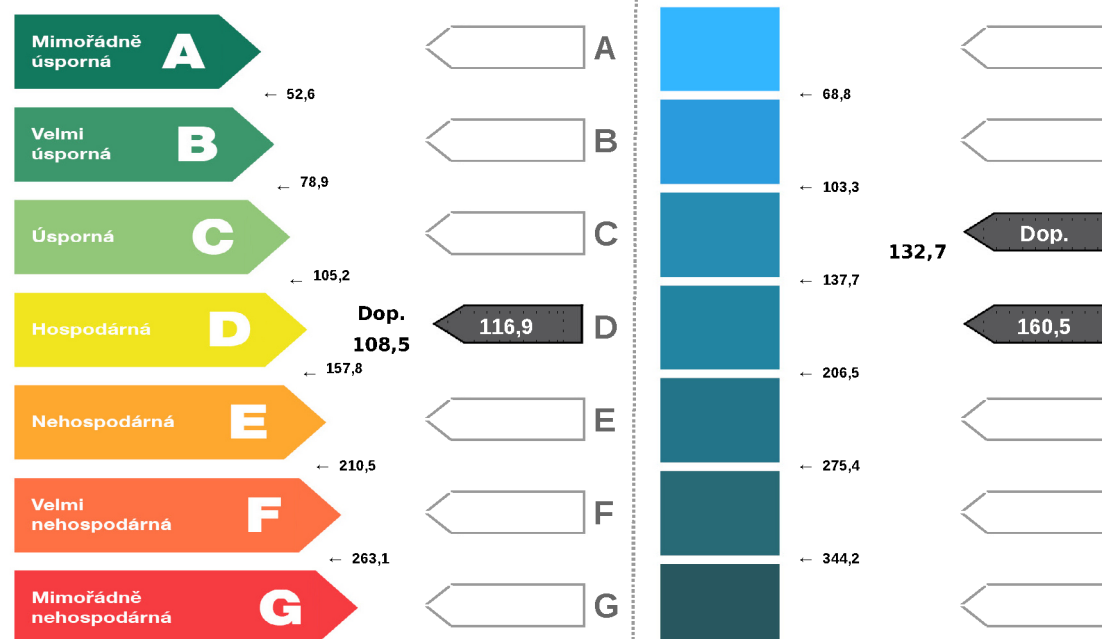 Mimořádně
úsporná
A
A
← 52,6
← 68,8
Velmi
úsporná
B
B
← 78,9
← 103,3
Úsporná
C
C
Dop.
132,7
← 105,2
← 137,7
Hospodárná
D
Dop.
108,5
116,9
D
160,5
← 157,8
← 206,5
Nehospodárná
E
E
← 210,5
← 275,4
Velmi
nehospodárná
F
F
← 263,1
← 344,2
Mimořádně
nehospodárná
G
G